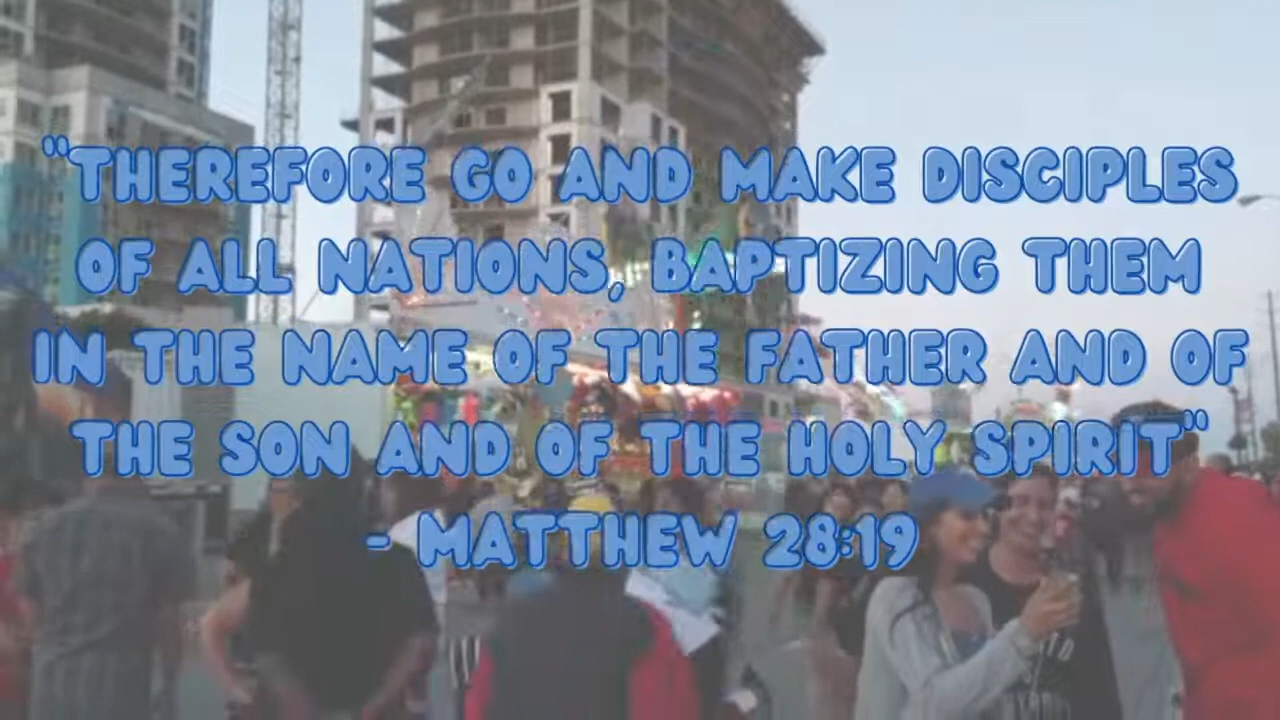 "THEREFORE GO AND MAKE DISCIPLES
OF ALL NATIONS, BAPTIZING THEM
IN THE NAME OF THE FATHER AND OF
THE SON AND OF THE HOLY SPIRIT"
- MATTHEW 28:19